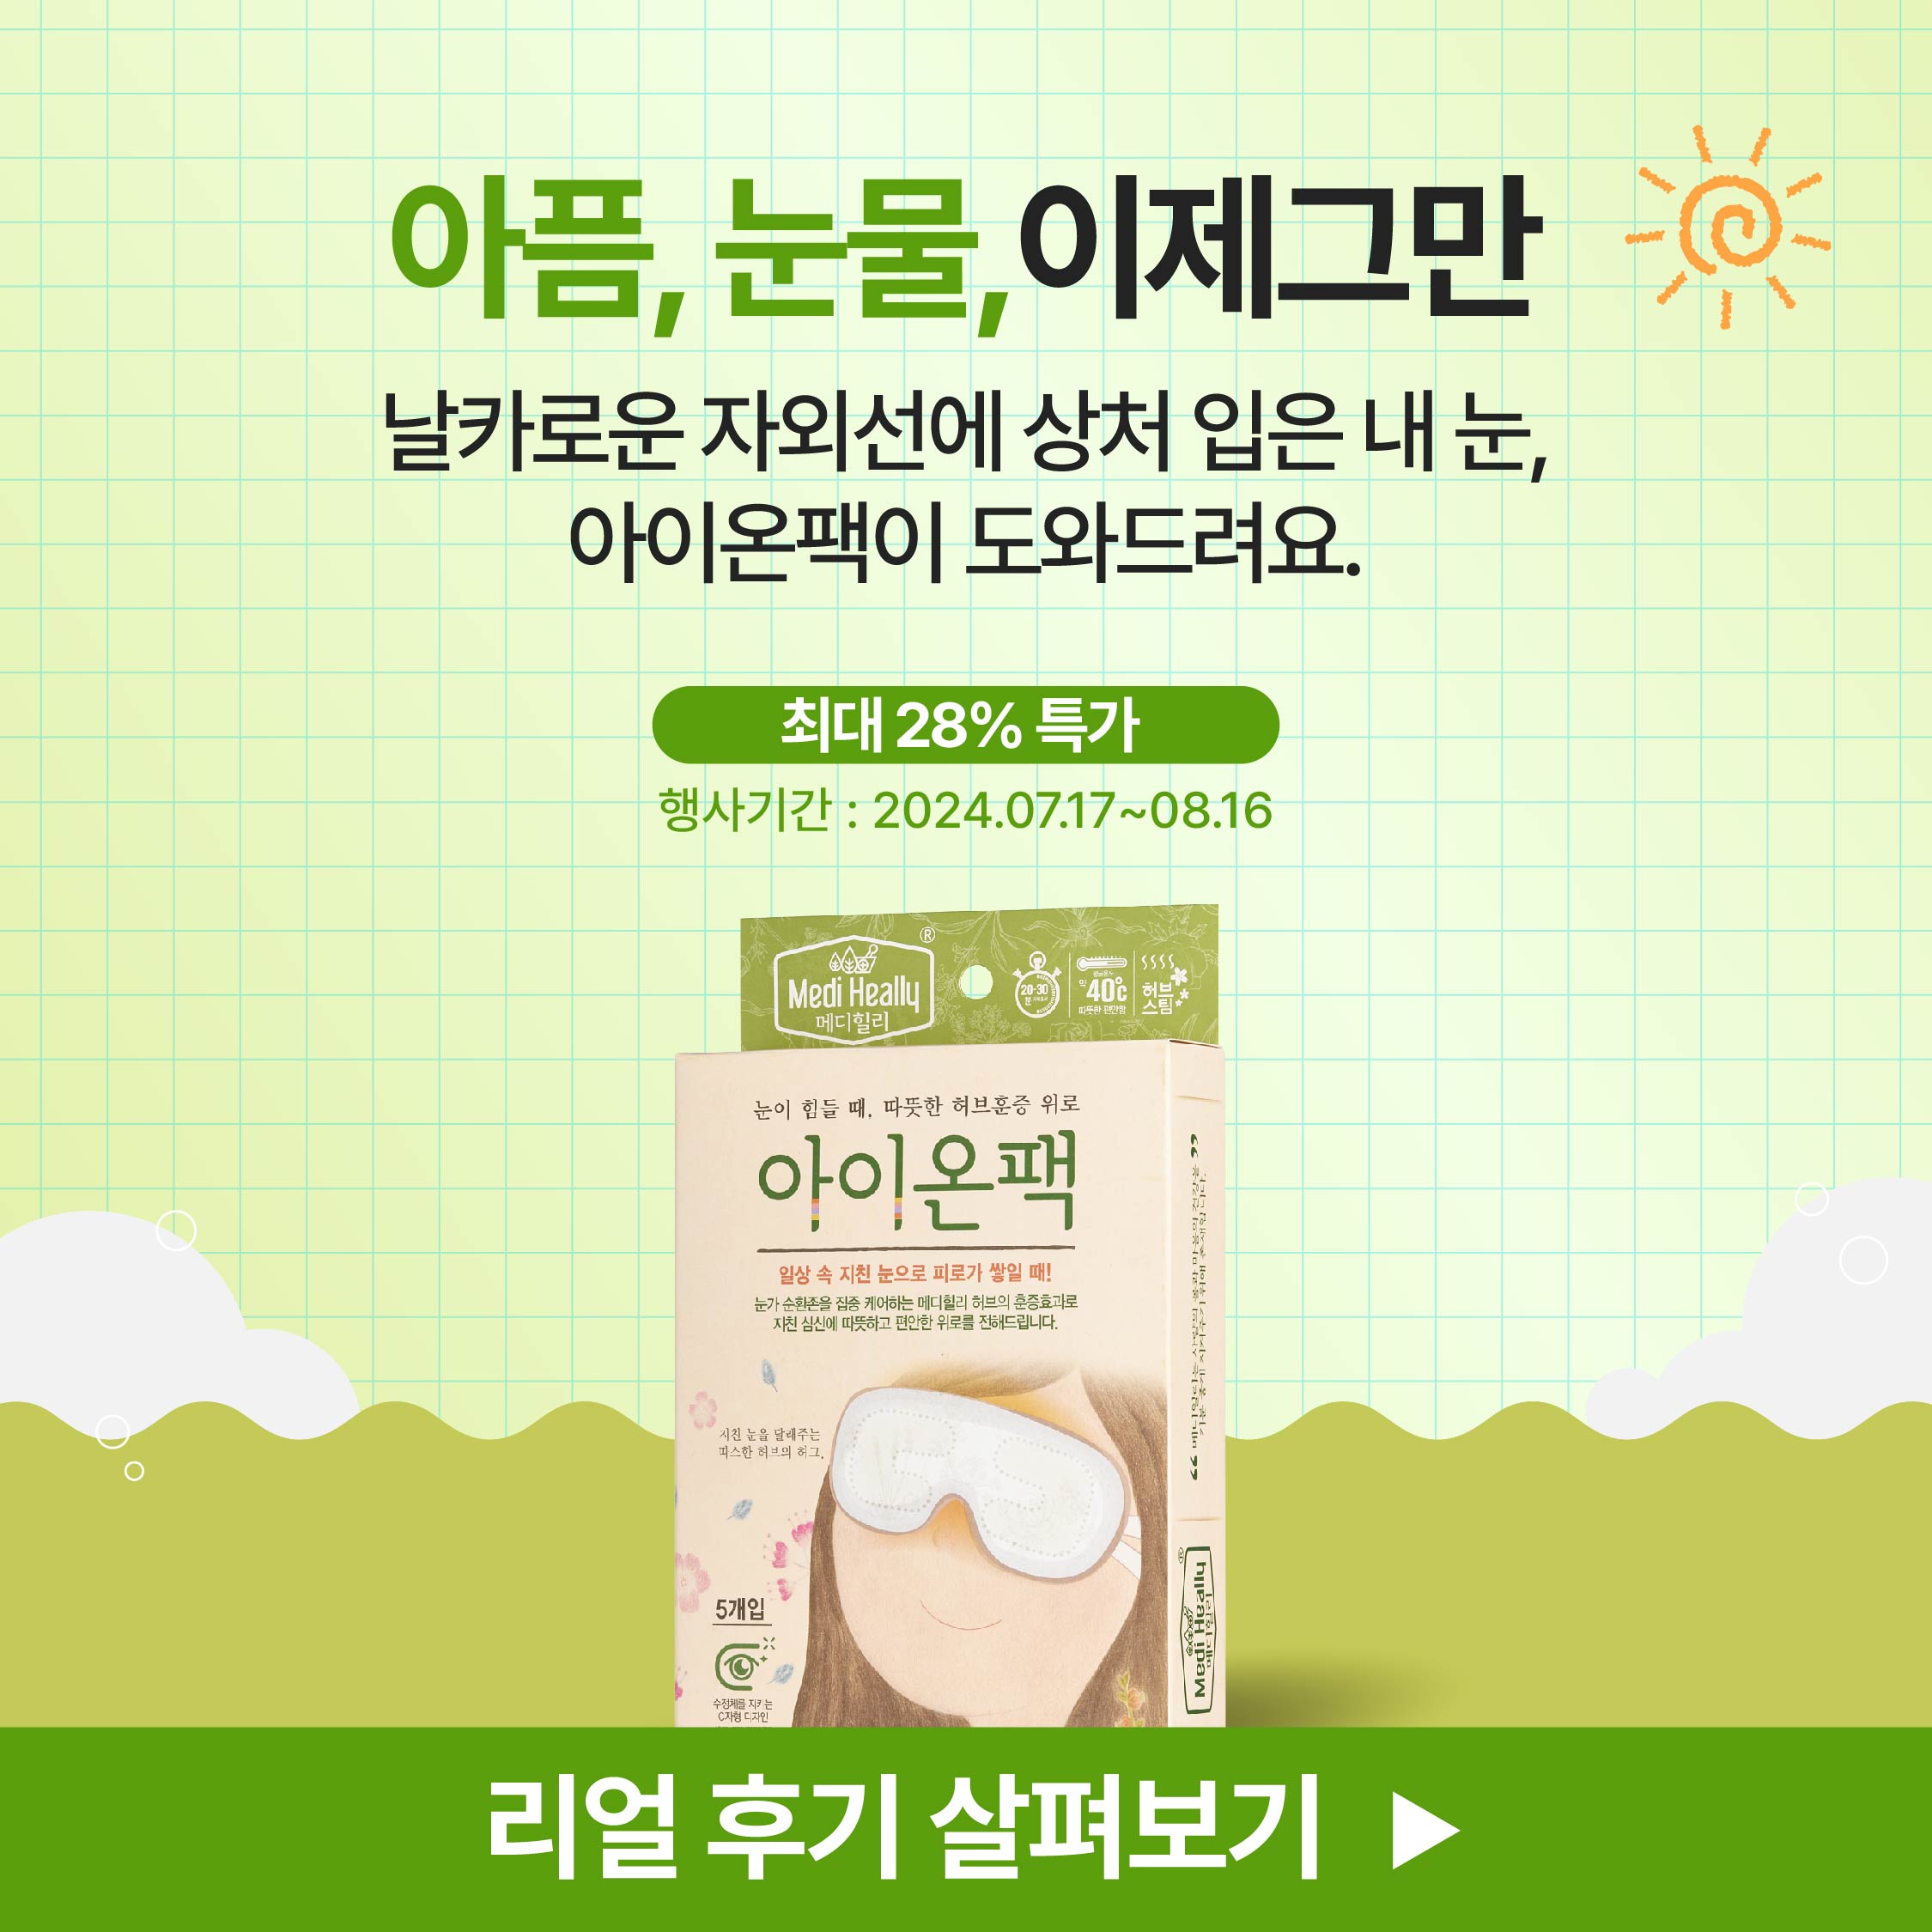 아픔, 눈물, 이제그만
날카로운 자외선에 상처 입은 내 눈,
아이온팩이 도와드려요.
최대 28% 특가
행사기간 : 2024.07.17~08.16
Medi Heally ®
메디힐리
20-30
분
약 40℃
따뜻한 편안함
허브
스팀
눈이 힘들 때, 따뜻한 허브훈증 위로
아이온팩
일상 속 지친 눈으로 피로가 쌓일 때!
눈가 순환존을 집중 케어하는 메디힐리 허브의 훈증효과로
지친 심신에 따뜻하고 편안한 위로를 전해드립니다.
지친 눈을 달래주는
따스한 허브의 허그.
5개입
수정체를 지키는
C자형 디자인
Medi Heally ®
메디힐리
리얼 후기 살펴보기 ▶